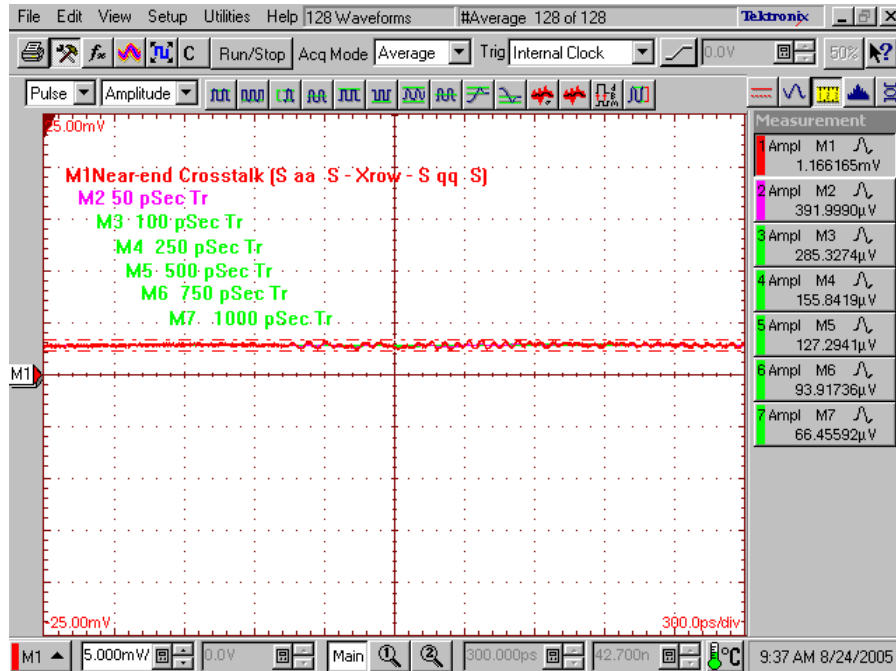 File Edit View Setup Utilities Help 128 Waveforms #Average 128 of 128 Tektronix
fx C Run/Stop Acq Mode Average Trig Internal Clock 0.0V 50%
Pulse Amplitude
25.00mV
M1Near-end Crosstalk (S aa S - Xrow - S qq S)
M2 50 pSec Tr
M3 100 pSec Tr
M4 250 pSec Tr
M5 500 pSec Tr
M6 750 pSec Tr
M7 1000 pSec Tr
M1
-25.00mV
300.0ps/div
Measurement
1 Ampl M1
1.166165mV
2 Ampl M2
391.9990µV
3 Ampl M3
285.3274µV
4 Ampl M4
155.8419µV
5 Ampl M5
127.2941µV
6 Ampl M6
93.91736µV
7 Ampl M7
66.45592µV
M1 5.000mV/ 0.0V Main 1 2 300.000ps 42.700n °C 9:37 AM 8/24/2005